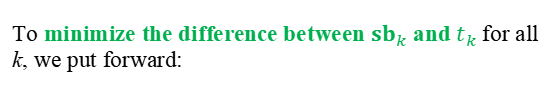 To minimize the difference between sbₖ and tₖ for all
k, we put forward: